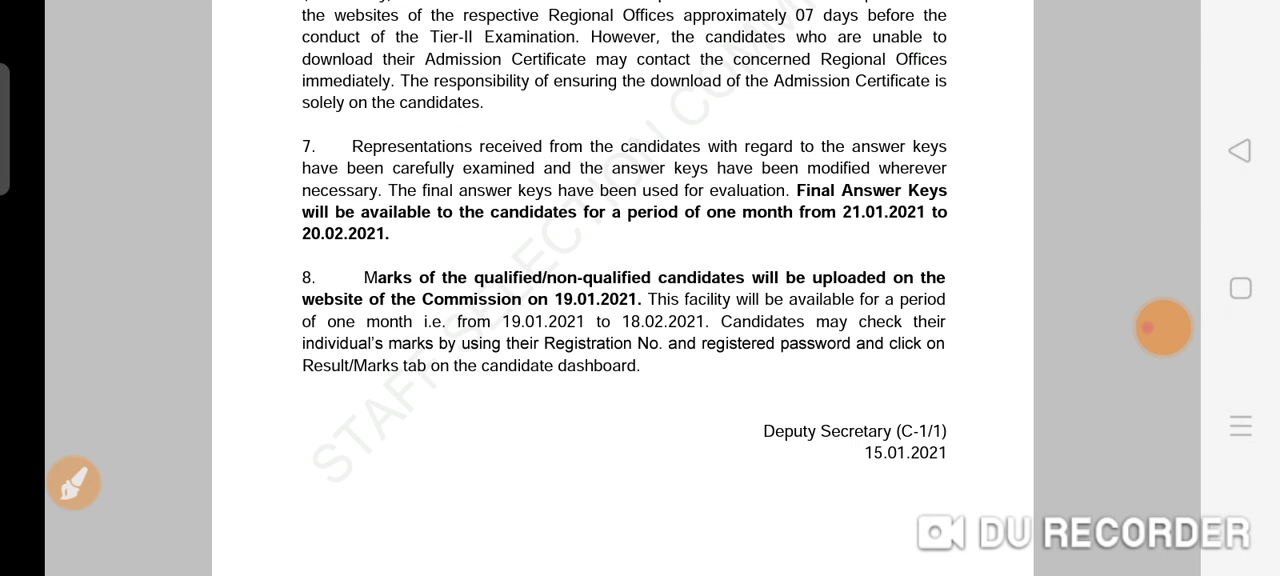 the websites of the respective Regional Offices approximately 07 days before the
conduct of the Tier-II Examination. However, the candidates who are unable to
download their Admission Certificate may contact the concerned Regional Offices
immediately. The responsibility of ensuring the download of the Admission Certificate is
solely on the candidates.
7. Representations received from the candidates with regard to the answer keys
have been carefully examined and the answer keys have been modified wherever
necessary. The final answer keys have been used for evaluation. Final Answer Keys
will be available to the candidates for a period of one month from 21.01.2021 to
20.02.2021.
8. Marks of the qualified/non-qualified candidates will be uploaded on the
website of the Commission on 19.01.2021. This facility will be available for a period
of one month i.e. from 19.01.2021 to 18.02.2021. Candidates may check their
individual's marks by using their Registration No. and registered password and click on
Result/Marks tab on the candidate dashboard.
Deputy Secretary (C-1/1)
15.01.2021
STAFF SELECTION COMM
DU RECORDER